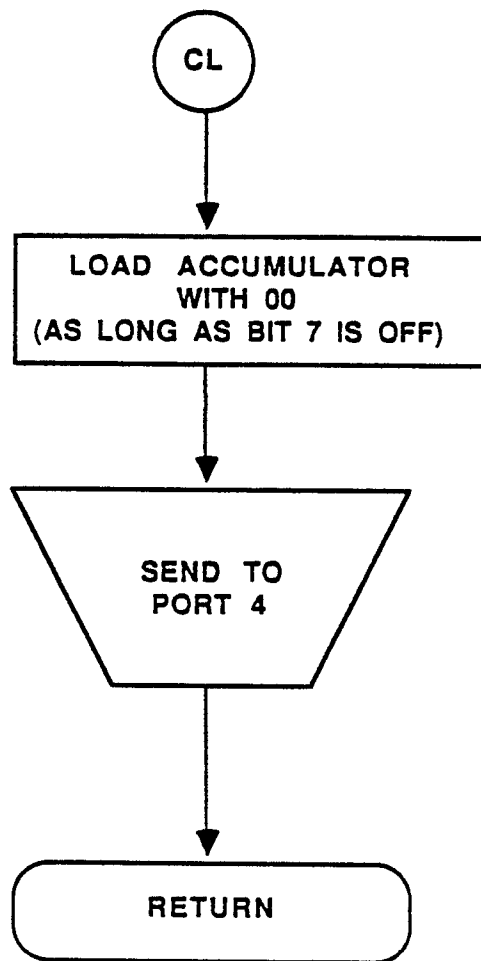 CL
LOAD ACCUMULATOR
WITH 00
(AS LONG AS BIT 7 IS OFF)
SEND TO
PORT 4
RETURN